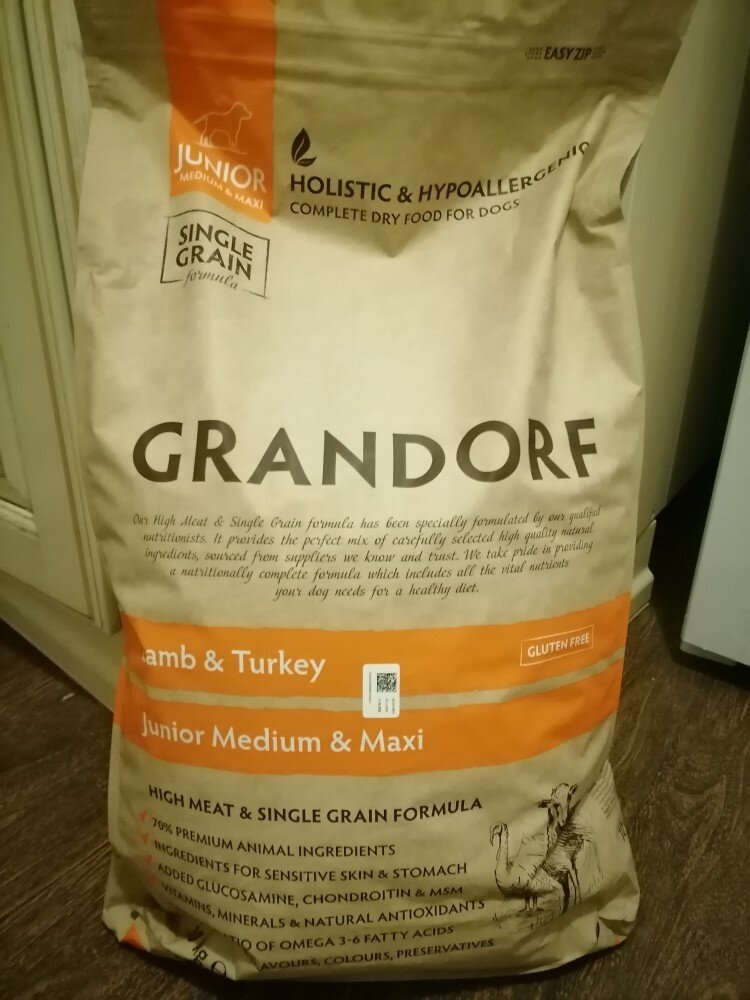 EASY ZIP
JUNIOR
MEDIUM & MAXI
HOLISTIC & HYPOALLERGENIC
COMPLETE DRY FOOD FOR DOGS
SINGLE
GRAIN
formula
GRANDORF
Our High Meat & Single Grain formula has been specially formulated by our qualified
nutritionists. It provides the perfect mix of carefully selected high quality natural
ingredients, sourced from suppliers we know and trust. We take pride in providing
a nutritionally complete formula which includes all the vital nutrients
your dog needs for a healthy diet.
amb & Turkey
GLUTEN FREE
Junior Medium & Maxi
HIGH MEAT & SINGLE GRAIN FORMULA
70% PREMIUM ANIMAL INGREDIENTS
INGREDIENTS FOR SENSITIVE SKIN & STOMACH
ADDED GLUCOSAMINE, CHONDROITIN & MSM
VITAMINS, MINERALS & NATURAL ANTIOXIDANTS
OF OMEGA 3-6 FATTY ACIDS
AVOURS, COLOURS, PRESERVATIVES